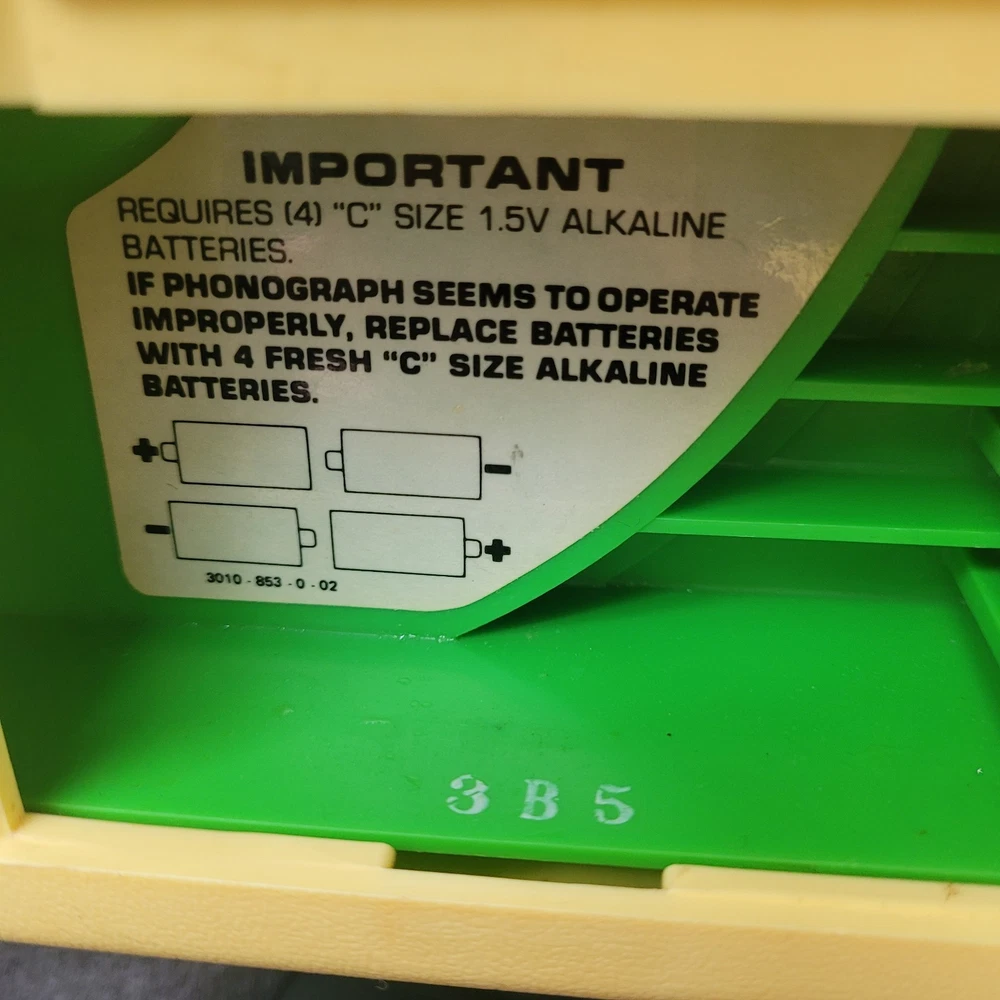 IMPORTANT
REQUIRES (4) "C" SIZE 1.5V ALKALINE
BATTERIES.
IF PHONOGRAPH SEEMS TO OPERATE
IMPROPERLY, REPLACE BATTERIES
WITH 4 FRESH "C" SIZE ALKALINE
BATTERIES.
+ -
- +
3010 - 853 - 0 - 02
3 B 5